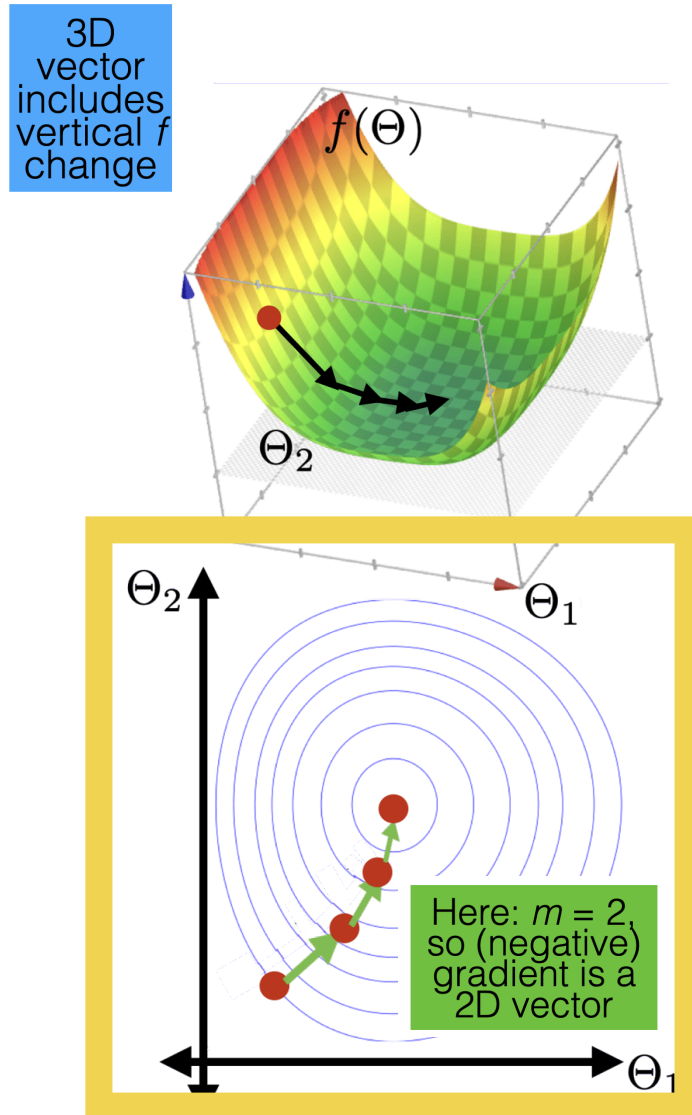 3D
vector
includes
vertical f
change
f(Θ)
Θ₂
Θ₁
Θ₂
Here: m = 2,
so (negative)
gradient is a
2D vector
Θ₁